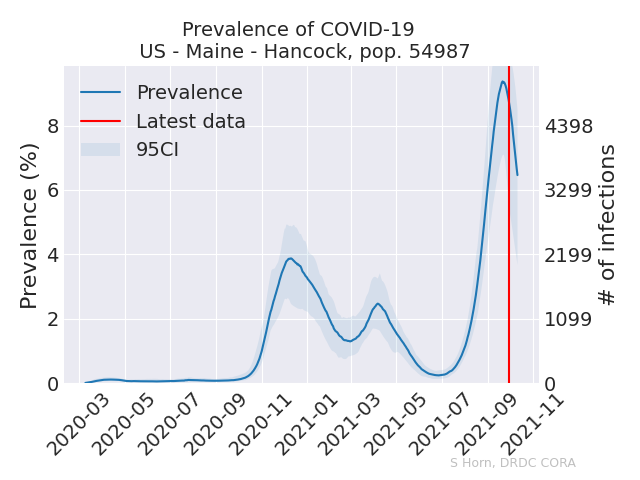 Prevalence of COVID-19
US - Maine - Hancock, pop. 54987
Prevalence
Latest data
95CI
Prevalence (%)
8
6
4
2
0
4398
3299
2199
1099
0
# of infections
2020-03
2020-05
2020-07
2020-09
2020-11
2021-01
2021-03
2021-05
2021-07
2021-09
2021-11
S Horn, DRDC CORA